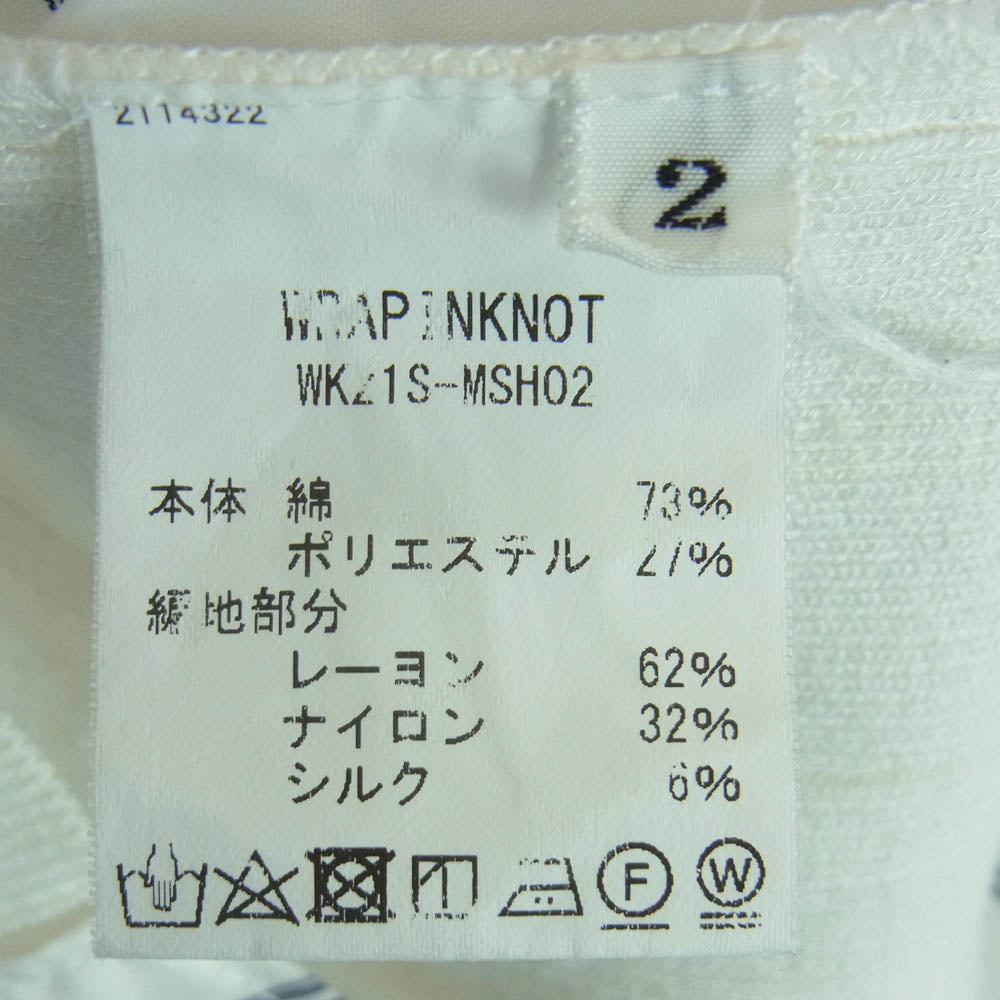 2114322
2
WRAPINKNOT
WK21S-MSH02
本体 綿 73%
ポリエステル 27%
編地部分
レーヨン 62%
ナイロン 32%
シルク 6%
F
W